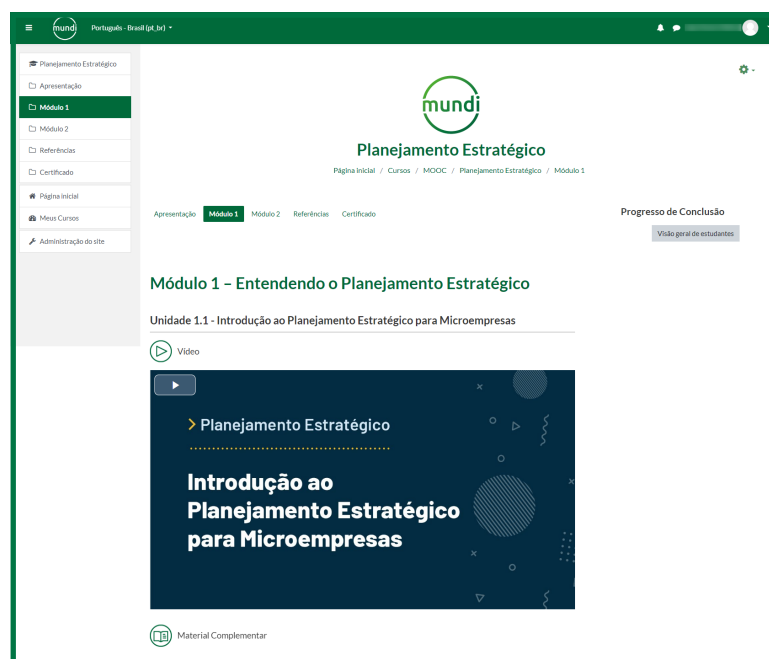 mundi
Português - Brasil (pt_br)
Planejamento Estratégico
Apresentação
Módulo 1
Módulo 2
Referências
Certificado
Página inicial
Meus Cursos
Administração do site
mundi
Planejamento Estratégico
Página inicial / Cursos / MOOC / Planejamento Estratégico / Módulo 1
Apresentação Módulo 1 Módulo 2 Referências Certificado
Progresso de Conclusão
Visão geral de estudantes
Módulo 1 – Entendendo o Planejamento Estratégico
Unidade 1.1 - Introdução ao Planejamento Estratégico para Microempresas
Vídeo
Planejamento Estratégico
Introdução ao
Planejamento Estratégico
para Microempresas
Material Complementar